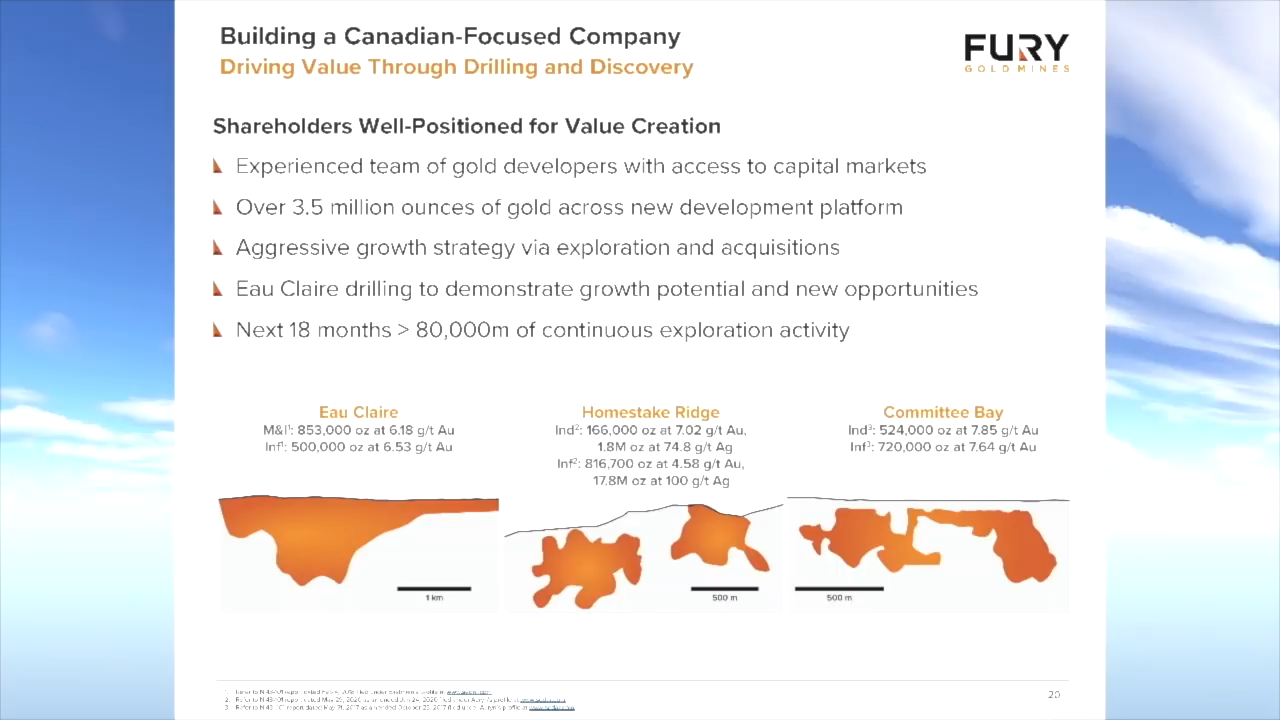 Building a Canadian-Focused Company
Driving Value Through Drilling and Discovery
FURY
GOLD MINES
Shareholders Well-Positioned for Value Creation
Experienced team of gold developers with access to capital markets
Over 3.5 million ounces of gold across new development platform
Aggressive growth strategy via exploration and acquisitions
Eau Claire drilling to demonstrate growth potential and new opportunities
Next 18 months > 80,000m of continuous exploration activity
Eau Claire
M&I¹: 853,000 oz at 6.18 g/t Au
Inf¹: 500,000 oz at 6.53 g/t Au
Homestake Ridge
Ind²: 166,000 oz at 7.02 g/t Au,
1.8M oz at 74.8 g/t Ag
Inf²: 816,700 oz at 4.58 g/t Au,
17.8M oz at 100 g/t Ag
Committee Bay
Ind³: 524,000 oz at 7.85 g/t Au
Inf³: 720,000 oz at 7.64 g/t Au
1 km
500 m
500 m
20